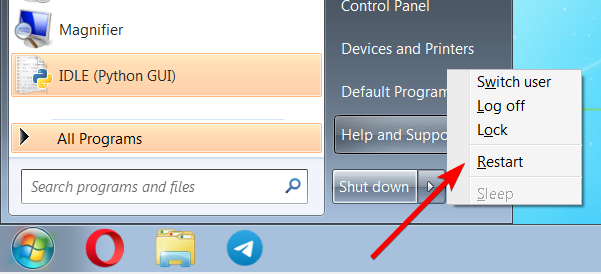 Control Panel
Magnifier
Devices and Printers
IDLE (Python GUI)
Switch user
Default Program
Log off
Lock
All Programs
Help and Suppo
Restart
Search programs and files
Shut down
Sleep